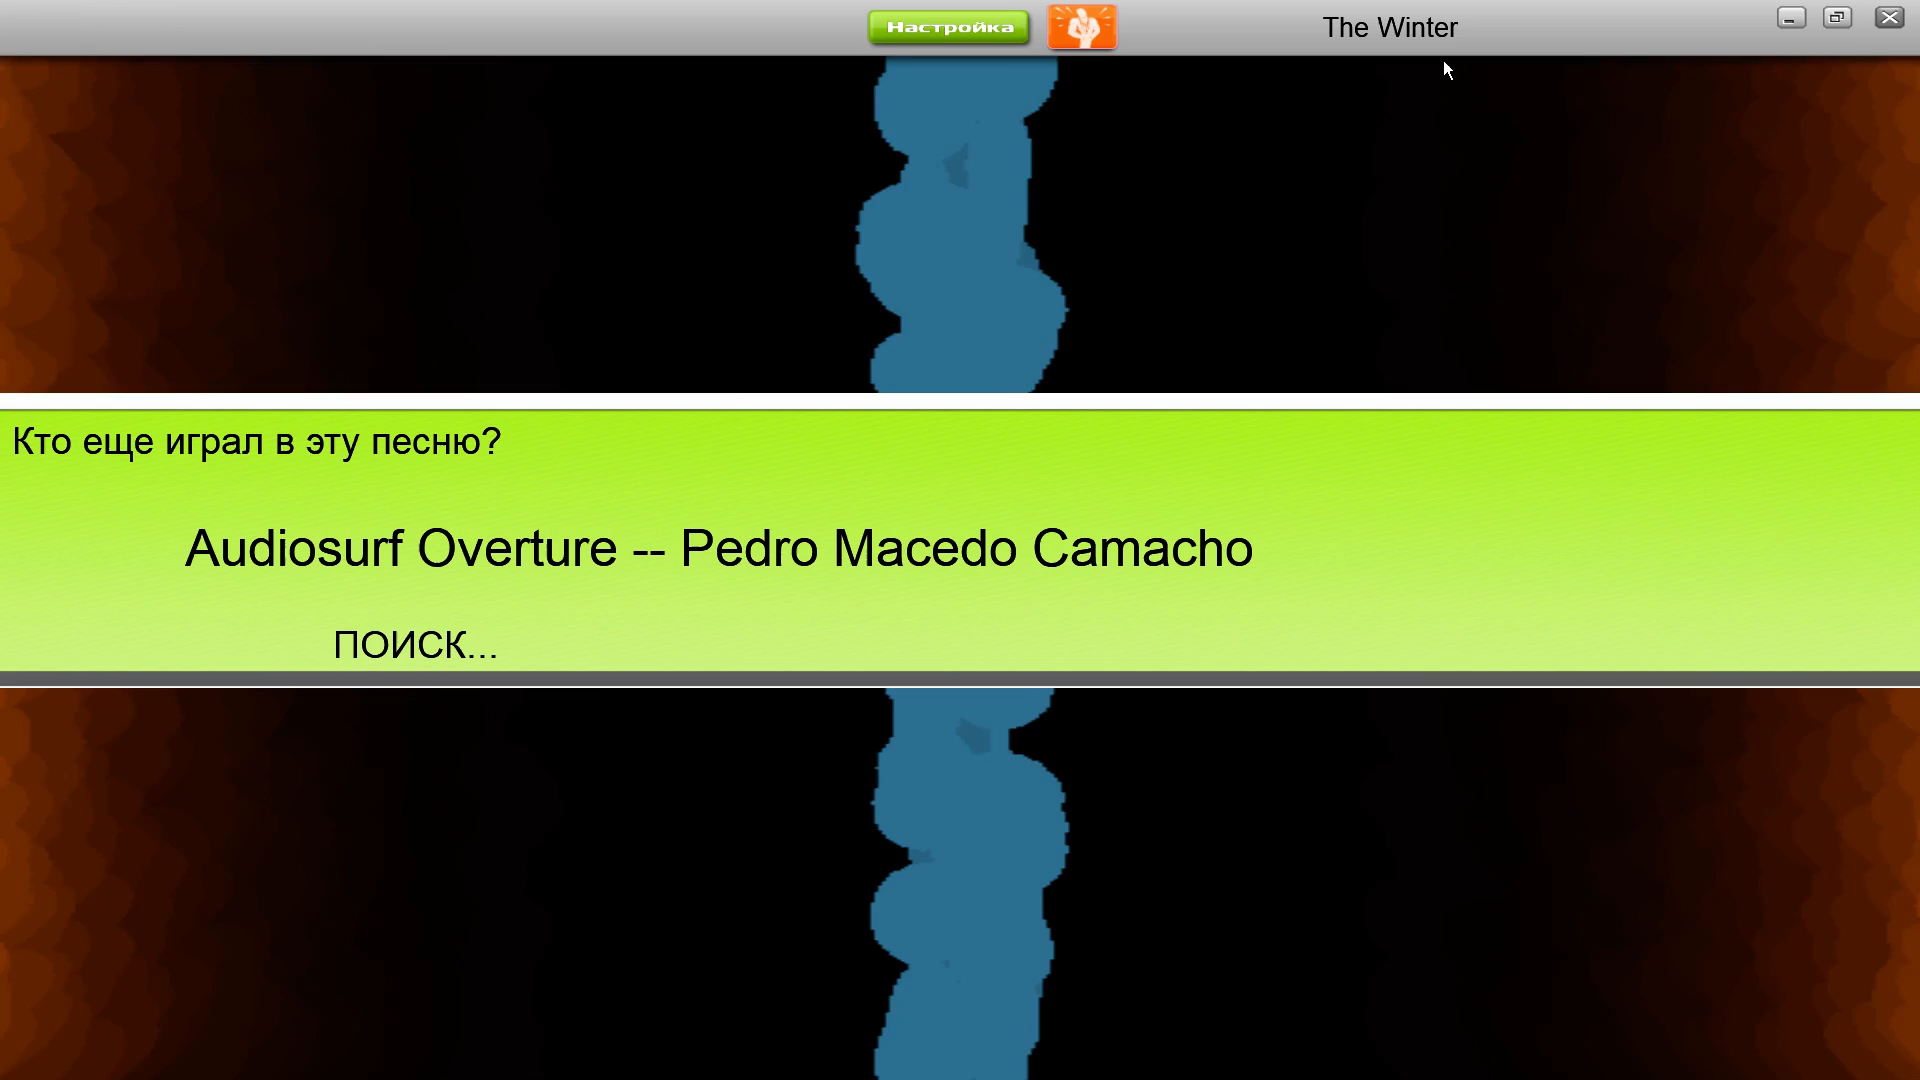 Настройка
The Winter
Кто еще играл в эту песню?
Audiosurf Overture -- Pedro Macedo Camacho
ПОИСК...